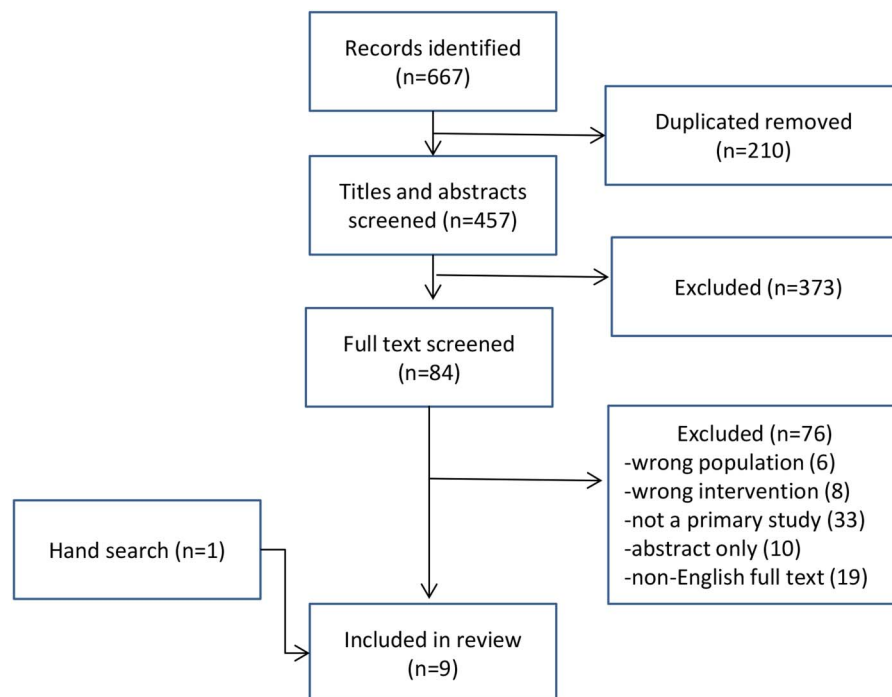 Records identified
(n=667)
Duplicated removed
(n=210)
Titles and abstracts
screened (n=457)
Excluded (n=373)
Full text screened
(n=84)
Excluded (n=76)
-wrong population (6)
-wrong intervention (8)
-not a primary study (33)
-abstract only (10)
-non-English full text (19)
Hand search (n=1)
Included in review
(n=9)